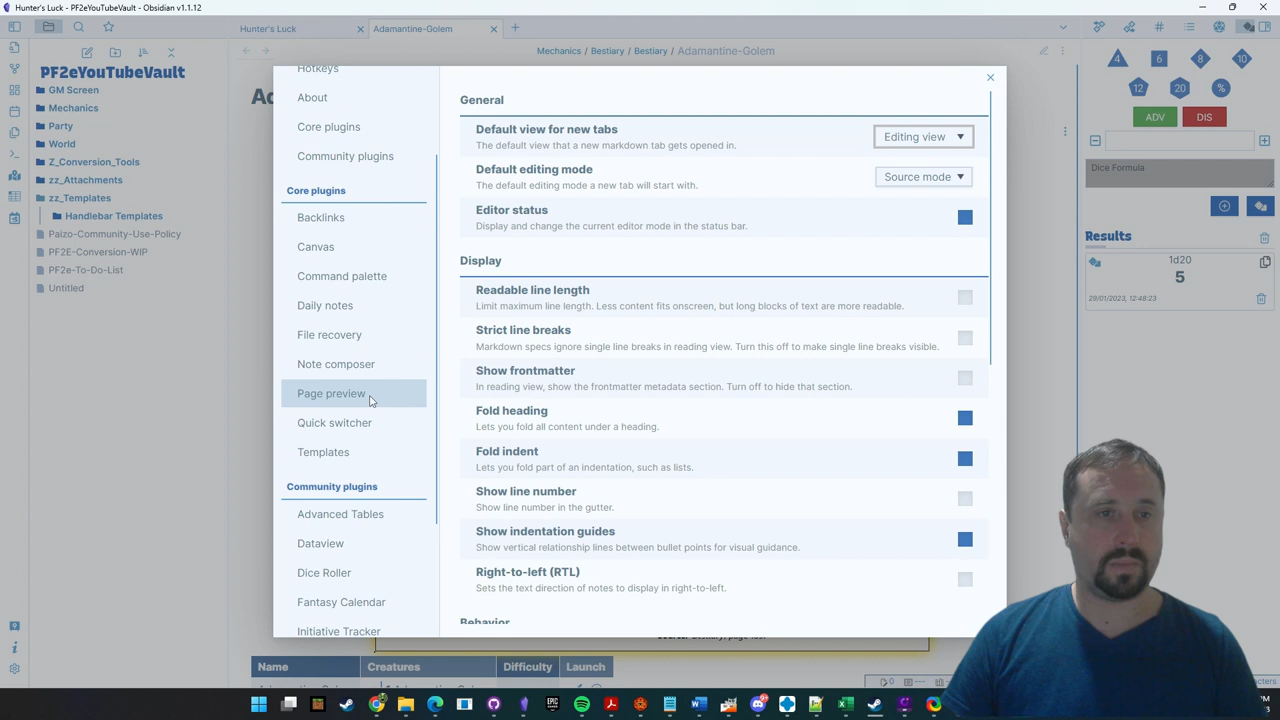 Hunter's Luck - PF2eYouTubeVault - Obsidian v1.1.12
Hunter's Luck
Adamantine-Golem
Mechanics / Bestiary / Bestiary / Adamantine-Golem
PF2eYouTubeVault
GM Screen
Mechanics
Party
World
Z_Conversion_Tools
zz_Attachments
zz_Templates
Handlebar Templates
Paizo-Community-Use-Policy
PF2E-Conversion-WIP
PF2e-To-Do-List
Untitled
Hotkeys
About
Core plugins
Community plugins
Core plugins
Backlinks
Canvas
Command palette
Daily notes
File recovery
Note composer
Page preview
Quick switcher
Templates
Community plugins
Advanced Tables
Dataview
Dice Roller
Fantasy Calendar
Initiative Tracker
General
Default view for new tabs
The default view that a new markdown tab gets opened in.
Editing view
Default editing mode
The default editing mode a new tab will start with.
Source mode
Editor status
Display and change the current editor mode in the status bar.
Display
Readable line length
Limit maximum line length. Less content fits onscreen, but long blocks of text are more readable.
Strict line breaks
Markdown specs ignore single line breaks in reading view. Turn this off to make single line breaks visible.
Show frontmatter
In reading view, show the frontmatter metadata section. Turn off to hide that section.
Fold heading
Lets you fold all content under a heading.
Fold indent
Lets you fold part of an indentation, such as lists.
Show line number
Show line number in the gutter.
Show indentation guides
Show vertical relationship lines between bullet points for visual guidance.
Right-to-left (RTL)
Sets the text direction of notes to display in right-to-left.
Behavior
Name Creatures Difficulty Launch
4 6 8 10
12 20 %
ADV DIS
Dice Formula
Results
1d20
5
29/01/2023, 12:48:23